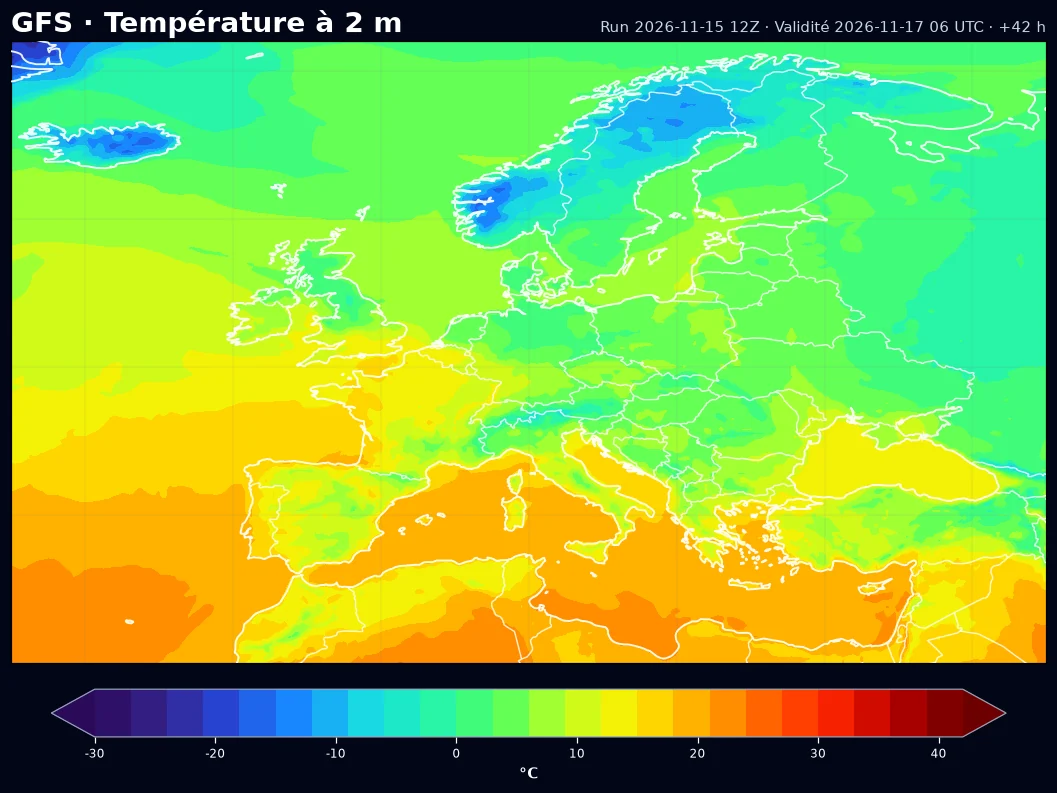 GFS · Température à 2 m
Run 2026-11-15 12Z · Validité 2026-11-17 06 UTC · +42 h
-30 -20 -10 0 10 20 30 40
°C